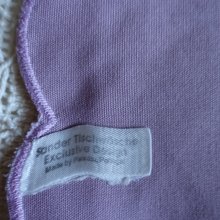 Sander Tischwäsche
Exclusive Design
Made by